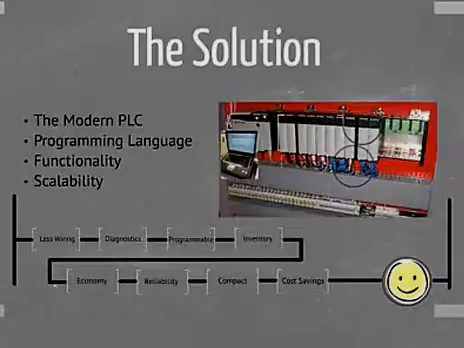 The Solution
• The Modern PLC
• Programming Language
• Functionality
• Scalability
Less Wiring Diagnostics Programmable Inventory
Economy Reliability Compact Cost Savings